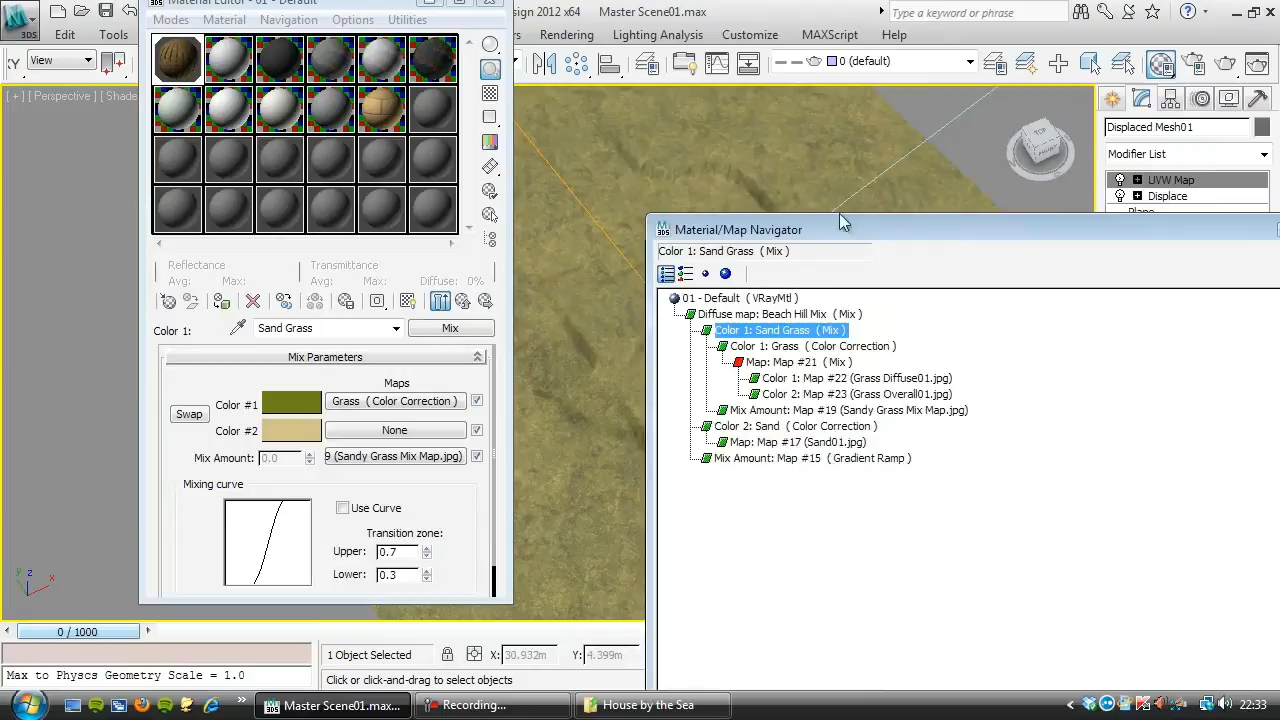 Material Editor - 01 - Default
Modes Material Navigation Options Utilities
sign 2012 x64 Master Scene01.max
Type a keyword or phrase
3DS Edit Tools
Rendering Lighting Analysis Customize MAXScript Help
XY View
0 (default)
[ + ] [ Perspective ] [ Shade
TOP
FRONT
Displaced Mesh01
Modifier List
UVW Map
Displace
Plane
Material/Map Navigator
Color 1: Sand Grass (Mix )
01 - Default ( VRayMtl )
Diffuse map: Beach Hill Mix ( Mix )
Color 1: Sand Grass ( Mix )
Color 1: Grass ( Color Correction )
Map: Map #21 ( Mix )
Color 1: Map #22 (Grass Diffuse01.jpg)
Color 2: Map #23 (Grass Overall01.jpg)
Mix Amount: Map #19 (Sandy Grass Mix Map.jpg)
Color 2: Sand ( Color Correction )
Map: Map #17 (Sand01.jpg)
Mix Amount: Map #15 ( Gradient Ramp )
Reflectance Transmittance
Avg: Max: Avg: Max: Diffuse: 0%
Color 1: Sand Grass Mix
Mix Parameters
Maps
Swap Color #1 Grass ( Color Correction )
Color #2 None
Mix Amount: 0.0 9 (Sandy Grass Mix Map.jpg)
Mixing curve
Use Curve
Transition zone:
Upper: 0.7
Lower: 0.3
z
y x
0 / 1000
1 Object Selected X: 30.932m Y: 4.399m
Max to Physcs Geometry Scale = 1.0 Click or click-and-drag to select objects
Master Scene01.max... Recording... House by the Sea 22:33